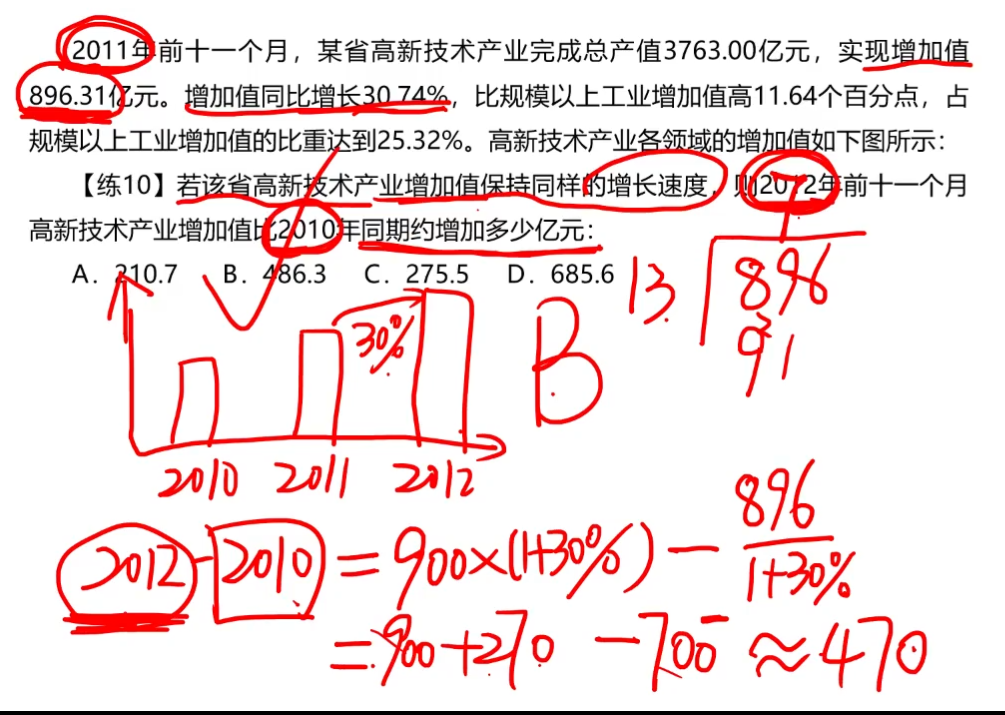 2011年前十一个月，某省高新技术产业完成总产值3763.00亿元，实现增加值
896.31亿元。增加值同比增长30.74%，比规模以上工业增加值高11.64个百分点，占
规模以上工业增加值的比重达到25.32%。高新技术产业各领域的增加值如下图所示：
【练10】若该省高新技术产业增加值保持同样的增长速度，则2012年前十一个月
高新技术产业增加值比2010年同期约增加多少亿元：
A．210.7 B．486.3 C．275.5 D．685.6
7
13 896
91
30%
B
2010 2011 2012
2012-2010=900×(1+30%)-896/1+30%
=900+270-700≈470